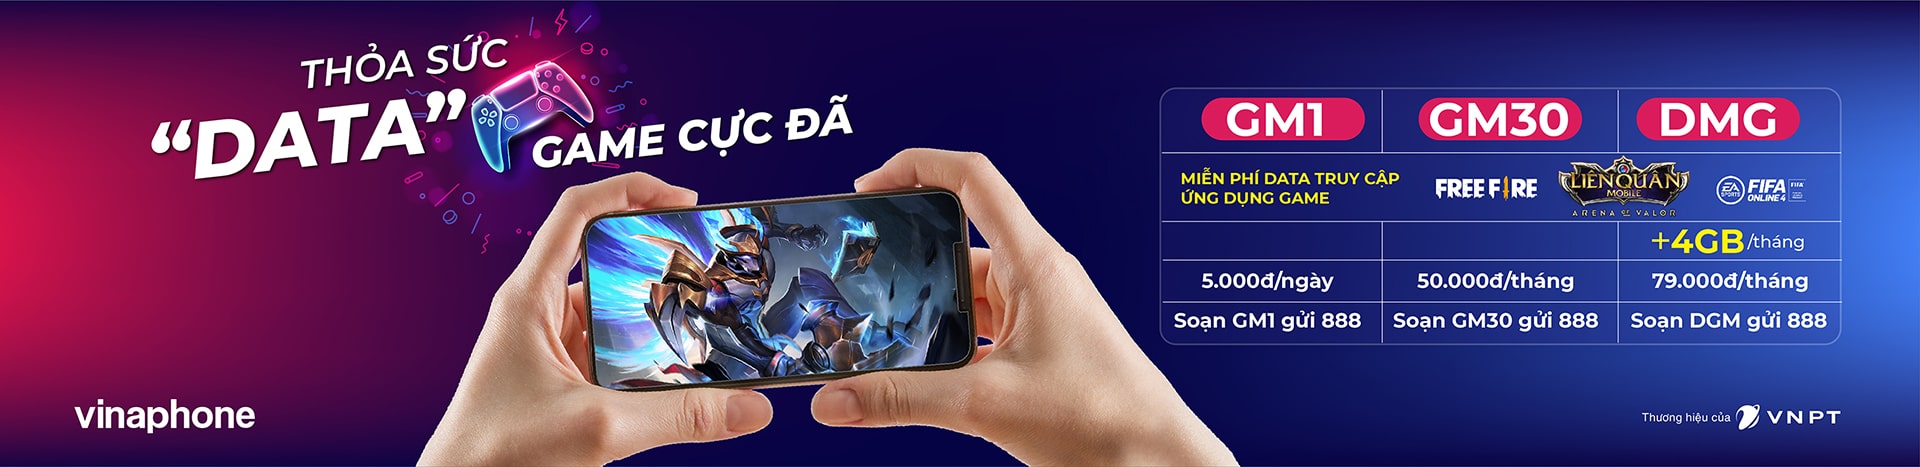 THỎA SỨC
“DATA”
GAME CỰC ĐÃ
GM1 GM30 DMG
MIỄN PHÍ DATA TRUY CẬP
ỨNG DỤNG GAME
FREE FIRE
LIÊN QUÂN
MOBILE
ARENA OF VALOR
EA SPORTS
FIFA
ONLINE 4
+4GB/tháng
5.000đ/ngày 50.000đ/tháng 79.000đ/tháng
Soạn GM1 gửi 888 Soạn GM30 gửi 888 Soạn DGM gửi 888
vinaphone
Thương hiệu của VNPT